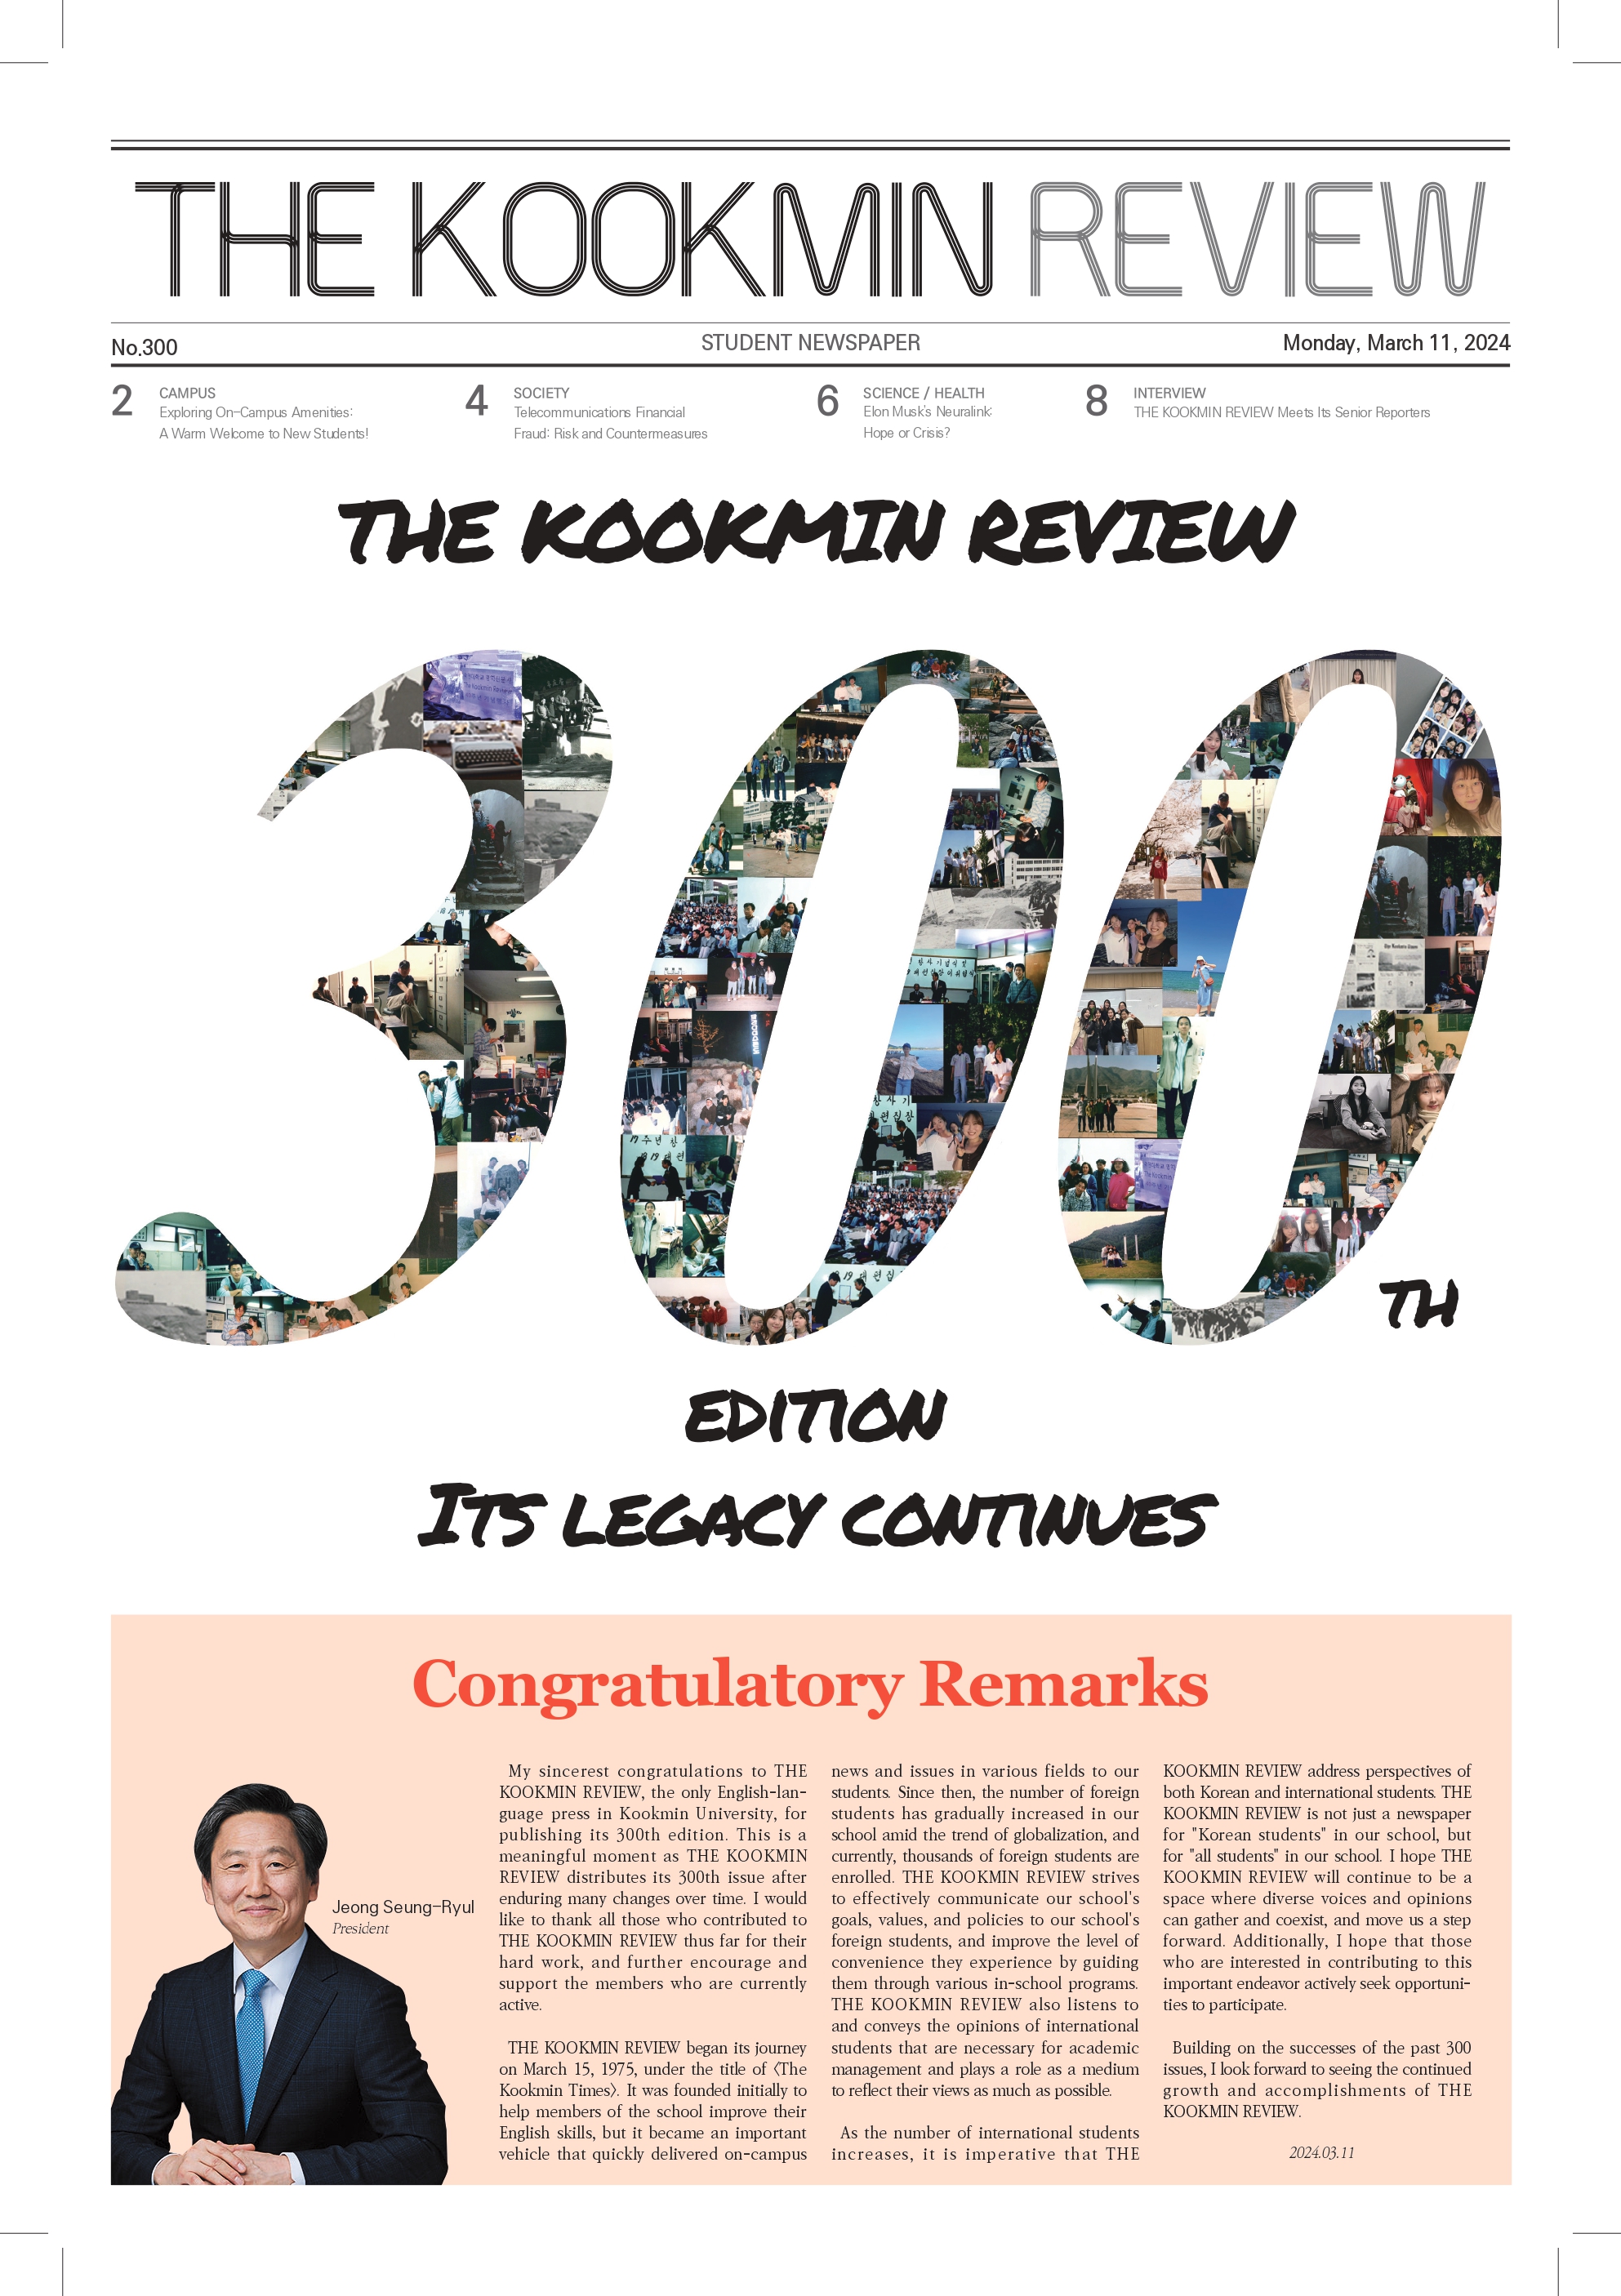 THE KOOKMIN REVIEW
No.300
STUDENT NEWSPAPER
Monday, March 11, 2024
2
CAMPUS
Exploring On-Campus Amenities:
A Warm Welcome to New Students!
4
SOCIETY
Telecommunications Financial
Fraud: Risk and Countermeasures
6
SCIENCE / HEALTH
Elon Musk's Neuralink:
Hope or Crisis?
8
INTERVIEW
THE KOOKMIN REVIEW Meets Its Senior Reporters
THE KOOKMIN REVIEW
300
TH
EDITION
ITS LEGACY CONTINUES
Congratulatory Remarks
Jeong Seung-Ryul
President
My sincerest congratulations to THE
KOOKMIN REVIEW, the only English-lan-
guage press in Kookmin University, for
publishing its 300th edition. This is a
meaningful moment as THE KOOKMIN
REVIEW distributes its 300th issue after
enduring many changes over time. I would
like to thank all those who contributed to
THE KOOKMIN REVIEW thus far for their
hard work, and further encourage and
support the members who are currently
active.
THE KOOKMIN REVIEW began its journey
on March 15, 1975, under the title of 〈The
Kookmin Times〉. It was founded initially to
help members of the school improve their
English skills, but it became an important
vehicle that quickly delivered on-campus
news and issues in various fields to our
students. Since then, the number of foreign
students has gradually increased in our
school amid the trend of globalization, and
currently, thousands of foreign students are
enrolled. THE KOOKMIN REVIEW strives
to effectively communicate our school's
goals, values, and policies to our school's
foreign students, and improve the level of
convenience they experience by guiding
them through various in-school programs.
THE KOOKMIN REVIEW also listens to
and conveys the opinions of international
students that are necessary for academic
management and plays a role as a medium
to reflect their views as much as possible.
As the number of international students
increases, it is imperative that THE
KOOKMIN REVIEW address perspectives of
both Korean and international students. THE
KOOKMIN REVIEW is not just a newspaper
for "Korean students" in our school, but
for "all students" in our school. I hope THE
KOOKMIN REVIEW will continue to be a
space where diverse voices and opinions
can gather and coexist, and move us a step
forward. Additionally, I hope that those
who are interested in contributing to this
important endeavor actively seek opportuni-
ties to participate.
Building on the successes of the past 300
issues, I look forward to seeing the continued
growth and accomplishments of THE
KOOKMIN REVIEW.
2024.03.11